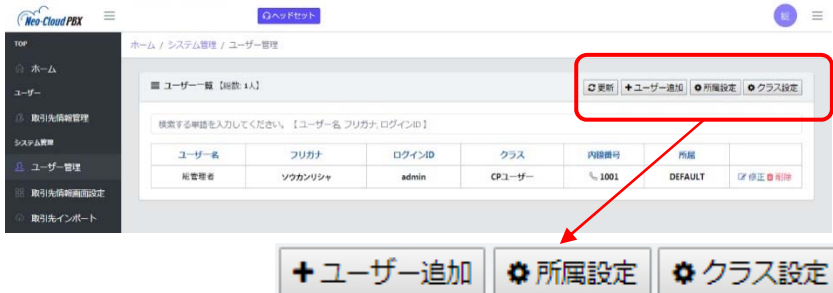 Neo-Cloud PBX
ヘッドセット
総
TOP
ホーム / システム管理 / ユーザー管理
ホーム
ユーザー
取引先情報管理
システム管理
ユーザー管理
取引先情報画面設定
取引先インポート
ユーザー一覧 【総数:1人】
更新 +ユーザー追加 所属設定 クラス設定
検索する単語を入力してください。【 ユーザー名, フリガナ, ログインID 】
ユーザー名 フリガナ ログインID クラス 内線番号 所属
総管理者 ソウカンリシャ admin CPユーザー 1001 DEFAULT 修正 削除
+ユーザー追加 所属設定 クラス設定